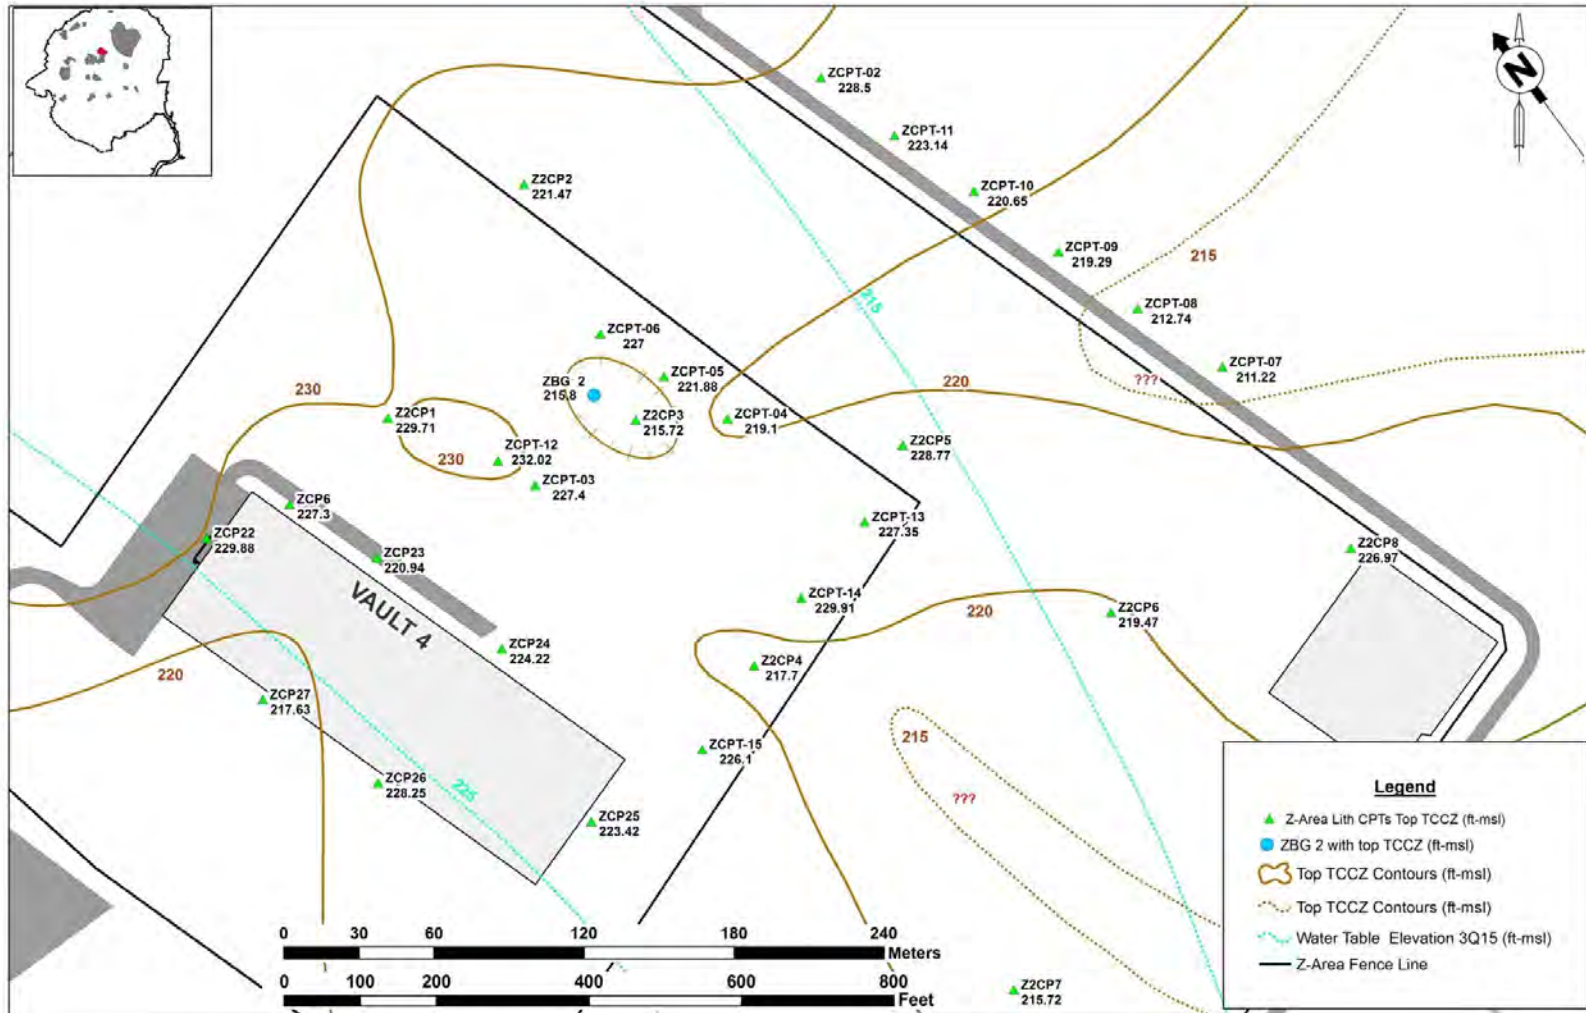 N
ZCPT-02
228.5
ZCPT-11
223.14
Z2CP2
221.47
ZCPT-10
220.65
ZCPT-09
219.29
215
215
ZCPT-08
212.74
ZCPT-06
227
ZCPT-07
211.22
ZCPT-05
221.88
???
ZBG 2
215.8
230
220
Z2CP1
229.71
Z2CP3
215.72
ZCPT-04
219.1
Z2CP5
228.77
ZCPT-12
232.02
230
ZCPT-03
227.4
ZCP6
227.3
ZCPT-13
227.35
ZCP22
229.88
Z2CP8
226.97
ZCP23
220.94
VAULT 4
ZCPT-14
229.91
220
Z2CP6
219.47
ZCP24
224.22
Z2CP4
217.7
220
ZCP27
217.63
215
ZCPT-15
226.1
ZCP26
228.25
225
???
ZCP25
223.42
Legend
Z-Area Lith CPTs Top TCCZ (ft-msl)
ZBG 2 with top TCCZ (ft-msl)
Top TCCZ Contours (ft-msl)
Top TCCZ Contours (ft-msl)
Water Table Elevation 3Q15 (ft-msl)
Z-Area Fence Line
0 30 60 120 180 240
Meters
0 100 200 400 600 800
Feet
Z2CP7
215.72